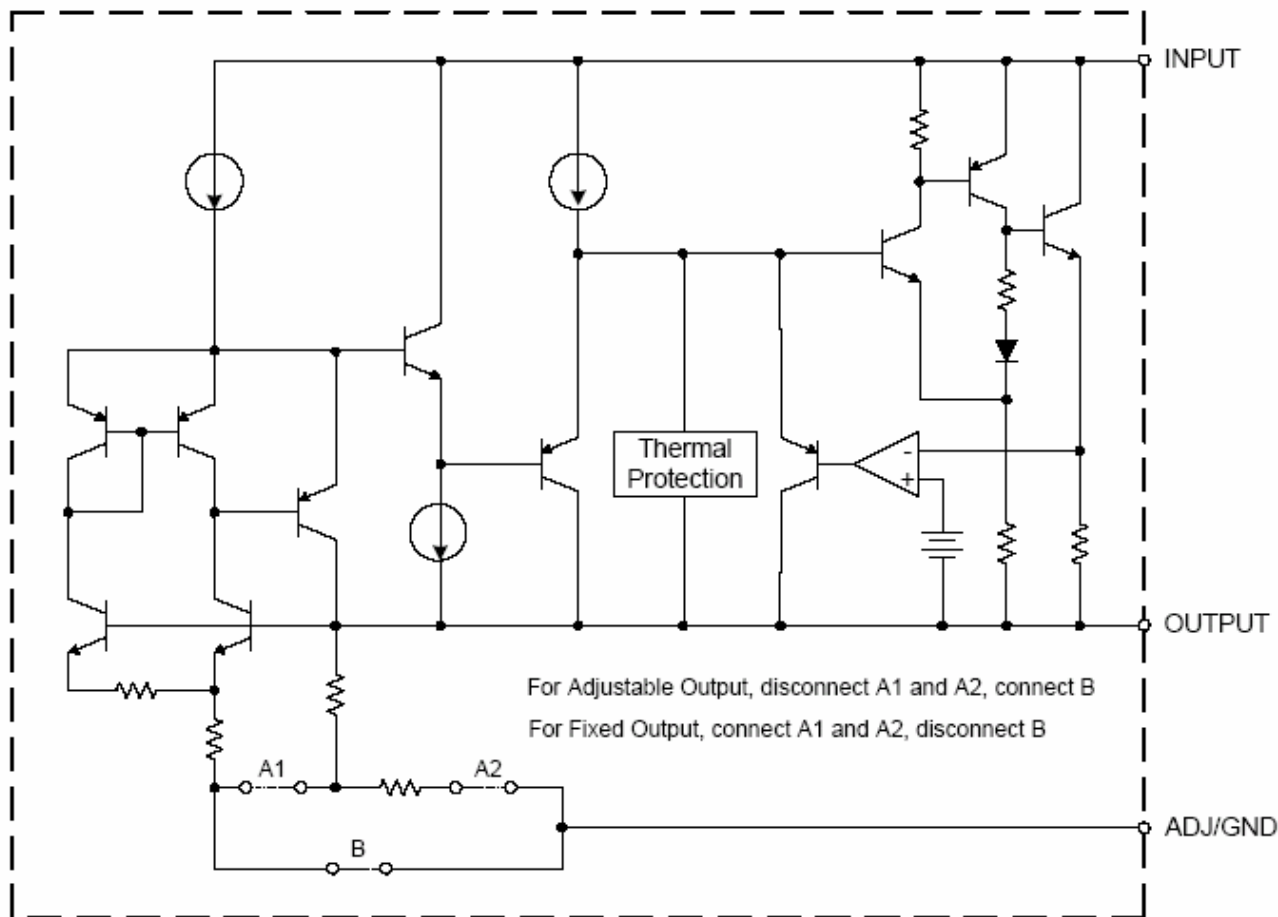 INPUT
Thermal
Protection
-
+
OUTPUT
For Adjustable Output, disconnect A1 and A2, connect B
For Fixed Output, connect A1 and A2, disconnect B
A1
A2
B
ADJ/GND